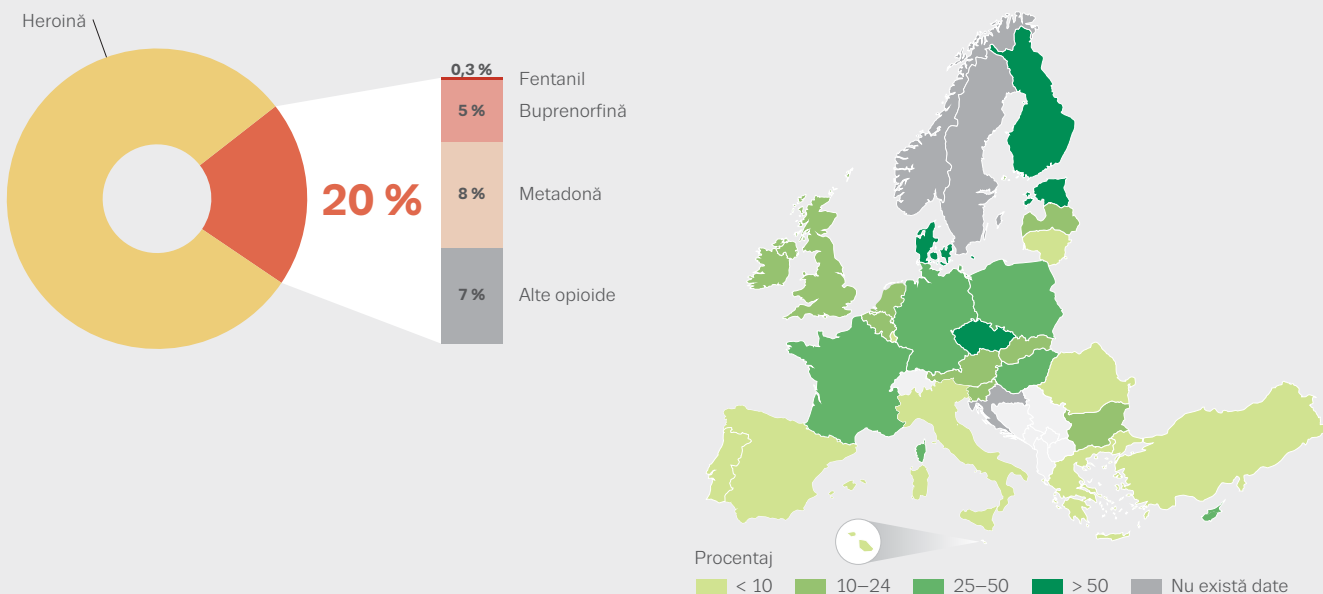 Heroină
20 %
0,3 %
Fentanil
5 %
Buprenorfină
8 %
Metadonă
7 %
Alte opioide
Procentaj
< 10
10–24
25–50
> 50
Nu există date